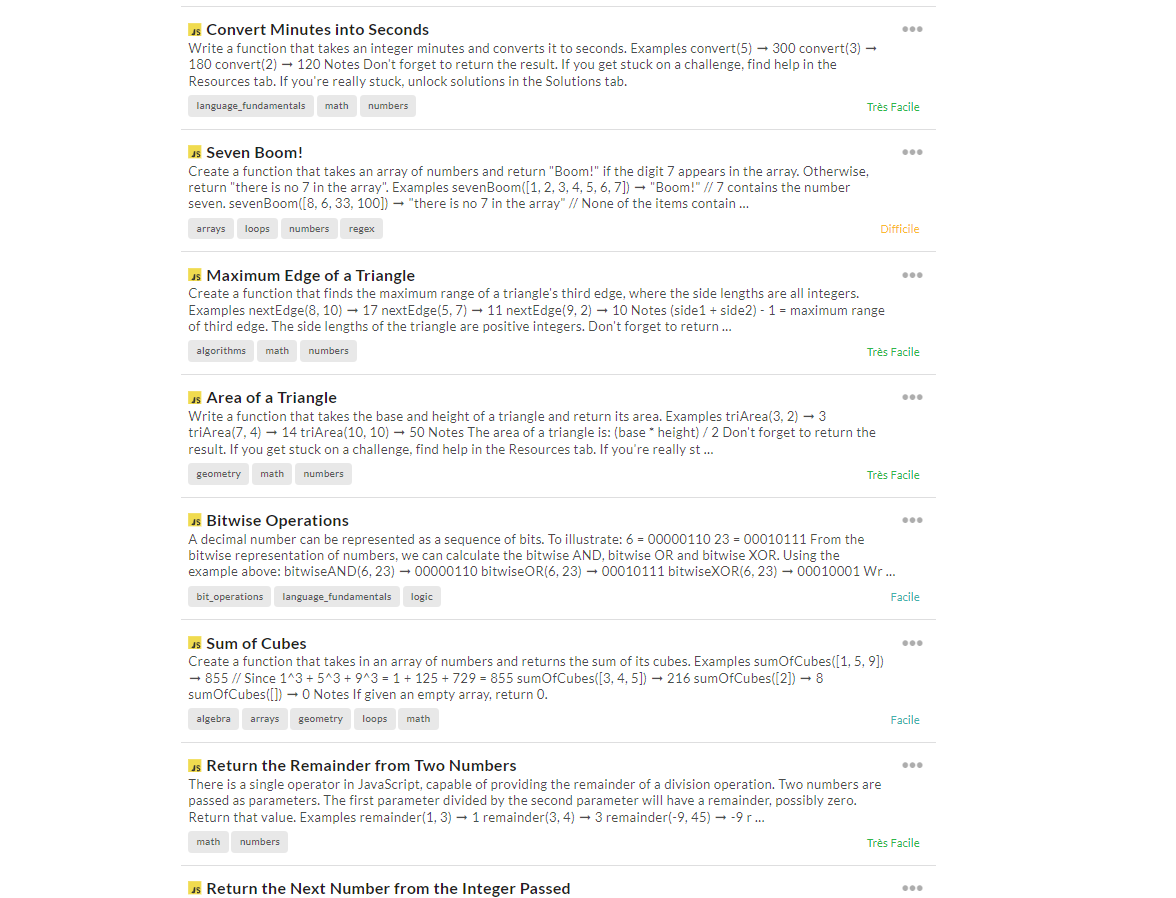 JS Convert Minutes into Seconds
Write a function that takes an integer minutes and converts it to seconds. Examples convert(5) ➞ 300 convert(3) ➞
180 convert(2) ➞ 120 Notes Don't forget to return the result. If you get stuck on a challenge, find help in the
Resources tab. If you're really stuck, unlock solutions in the Solutions tab.
language_fundamentals math numbers Très Facile
JS Seven Boom!
Create a function that takes an array of numbers and return "Boom!" if the digit 7 appears in the array. Otherwise,
return "there is no 7 in the array". Examples sevenBoom([1, 2, 3, 4, 5, 6, 7]) ➞ "Boom!" // 7 contains the number
seven. sevenBoom([8, 6, 33, 100]) ➞ "there is no 7 in the array" // None of the items contain ...
arrays loops numbers regex Difficile
JS Maximum Edge of a Triangle
Create a function that finds the maximum range of a triangle's third edge, where the side lengths are all integers.
Examples nextEdge(8, 10) ➞ 17 nextEdge(5, 7) ➞ 11 nextEdge(9, 2) ➞ 10 Notes (side1 + side2) - 1 = maximum range
of third edge. The side lengths of the triangle are positive integers. Don't forget to return ...
algorithms math numbers Très Facile
JS Area of a Triangle
Write a function that takes the base and height of a triangle and return its area. Examples triArea(3, 2) ➞ 3
triArea(7, 4) ➞ 14 triArea(10, 10) ➞ 50 Notes The area of a triangle is: (base * height) / 2 Don't forget to return the
result. If you get stuck on a challenge, find help in the Resources tab. If you're really st ...
geometry math numbers Très Facile
JS Bitwise Operations
A decimal number can be represented as a sequence of bits. To illustrate: 6 = 00000110 23 = 00010111 From the
bitwise representation of numbers, we can calculate the bitwise AND, bitwise OR and bitwise XOR. Using the
example above: bitwiseAND(6, 23) ➞ 00000110 bitwiseOR(6, 23) ➞ 00010111 bitwiseXOR(6, 23) ➞ 00010001 Wr ...
bit_operations language_fundamentals logic Facile
JS Sum of Cubes
Create a function that takes in an array of numbers and returns the sum of its cubes. Examples sumOfCubes([1, 5, 9])
➞ 855 // Since 1^3 + 5^3 + 9^3 = 1 + 125 + 729 = 855 sumOfCubes([3, 4, 5]) ➞ 216 sumOfCubes([2]) ➞ 8
sumOfCubes([]) ➞ 0 Notes If given an empty array, return 0.
algebra arrays geometry loops math Facile
JS Return the Remainder from Two Numbers
There is a single operator in JavaScript, capable of providing the remainder of a division operation. Two numbers are
passed as parameters. The first parameter divided by the second parameter will have a remainder, possibly zero.
Return that value. Examples remainder(1, 3) ➞ 1 remainder(3, 4) ➞ 3 remainder(-9, 45) ➞ -9 r ...
math numbers Très Facile
JS Return the Next Number from the Integer Passed